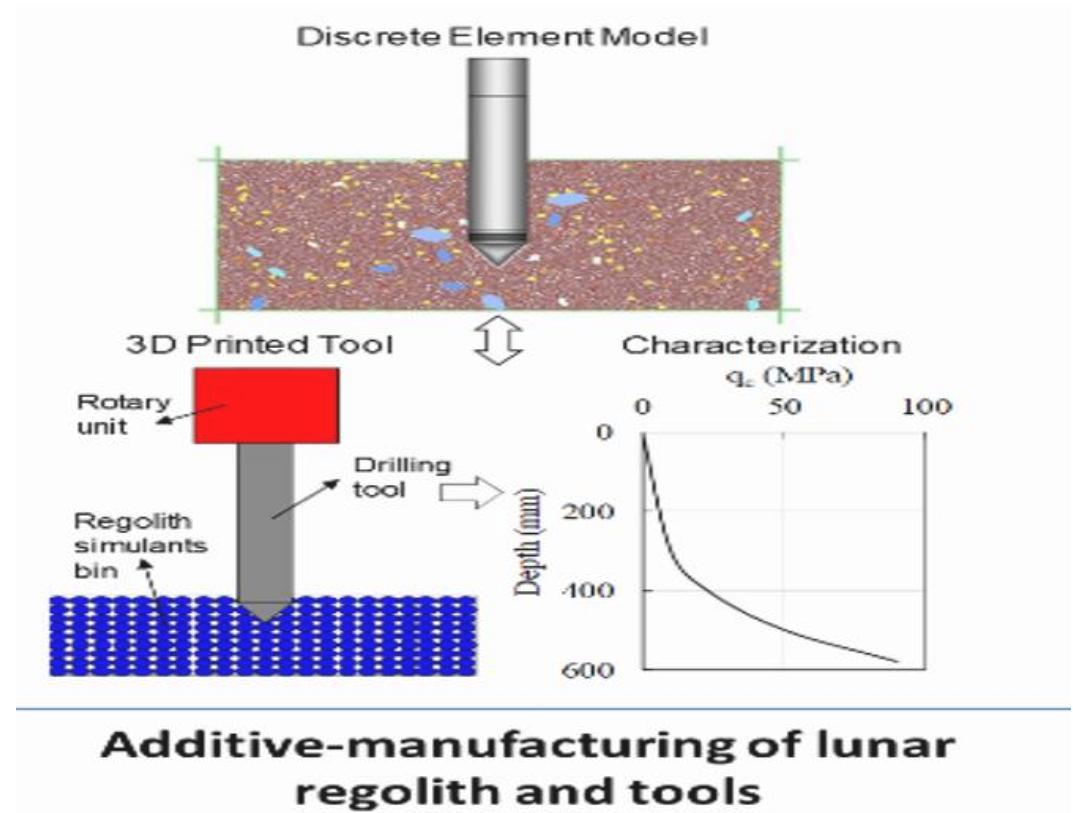 Discrete Element Model
3D Printed Tool
Rotary
unit
Drilling
tool
Regolith
simulants
bin
Characterization
q_c (MPa)
0 50 100
0
200
400
600
Depth (mm)
Additive-manufacturing of lunar
regolith and tools